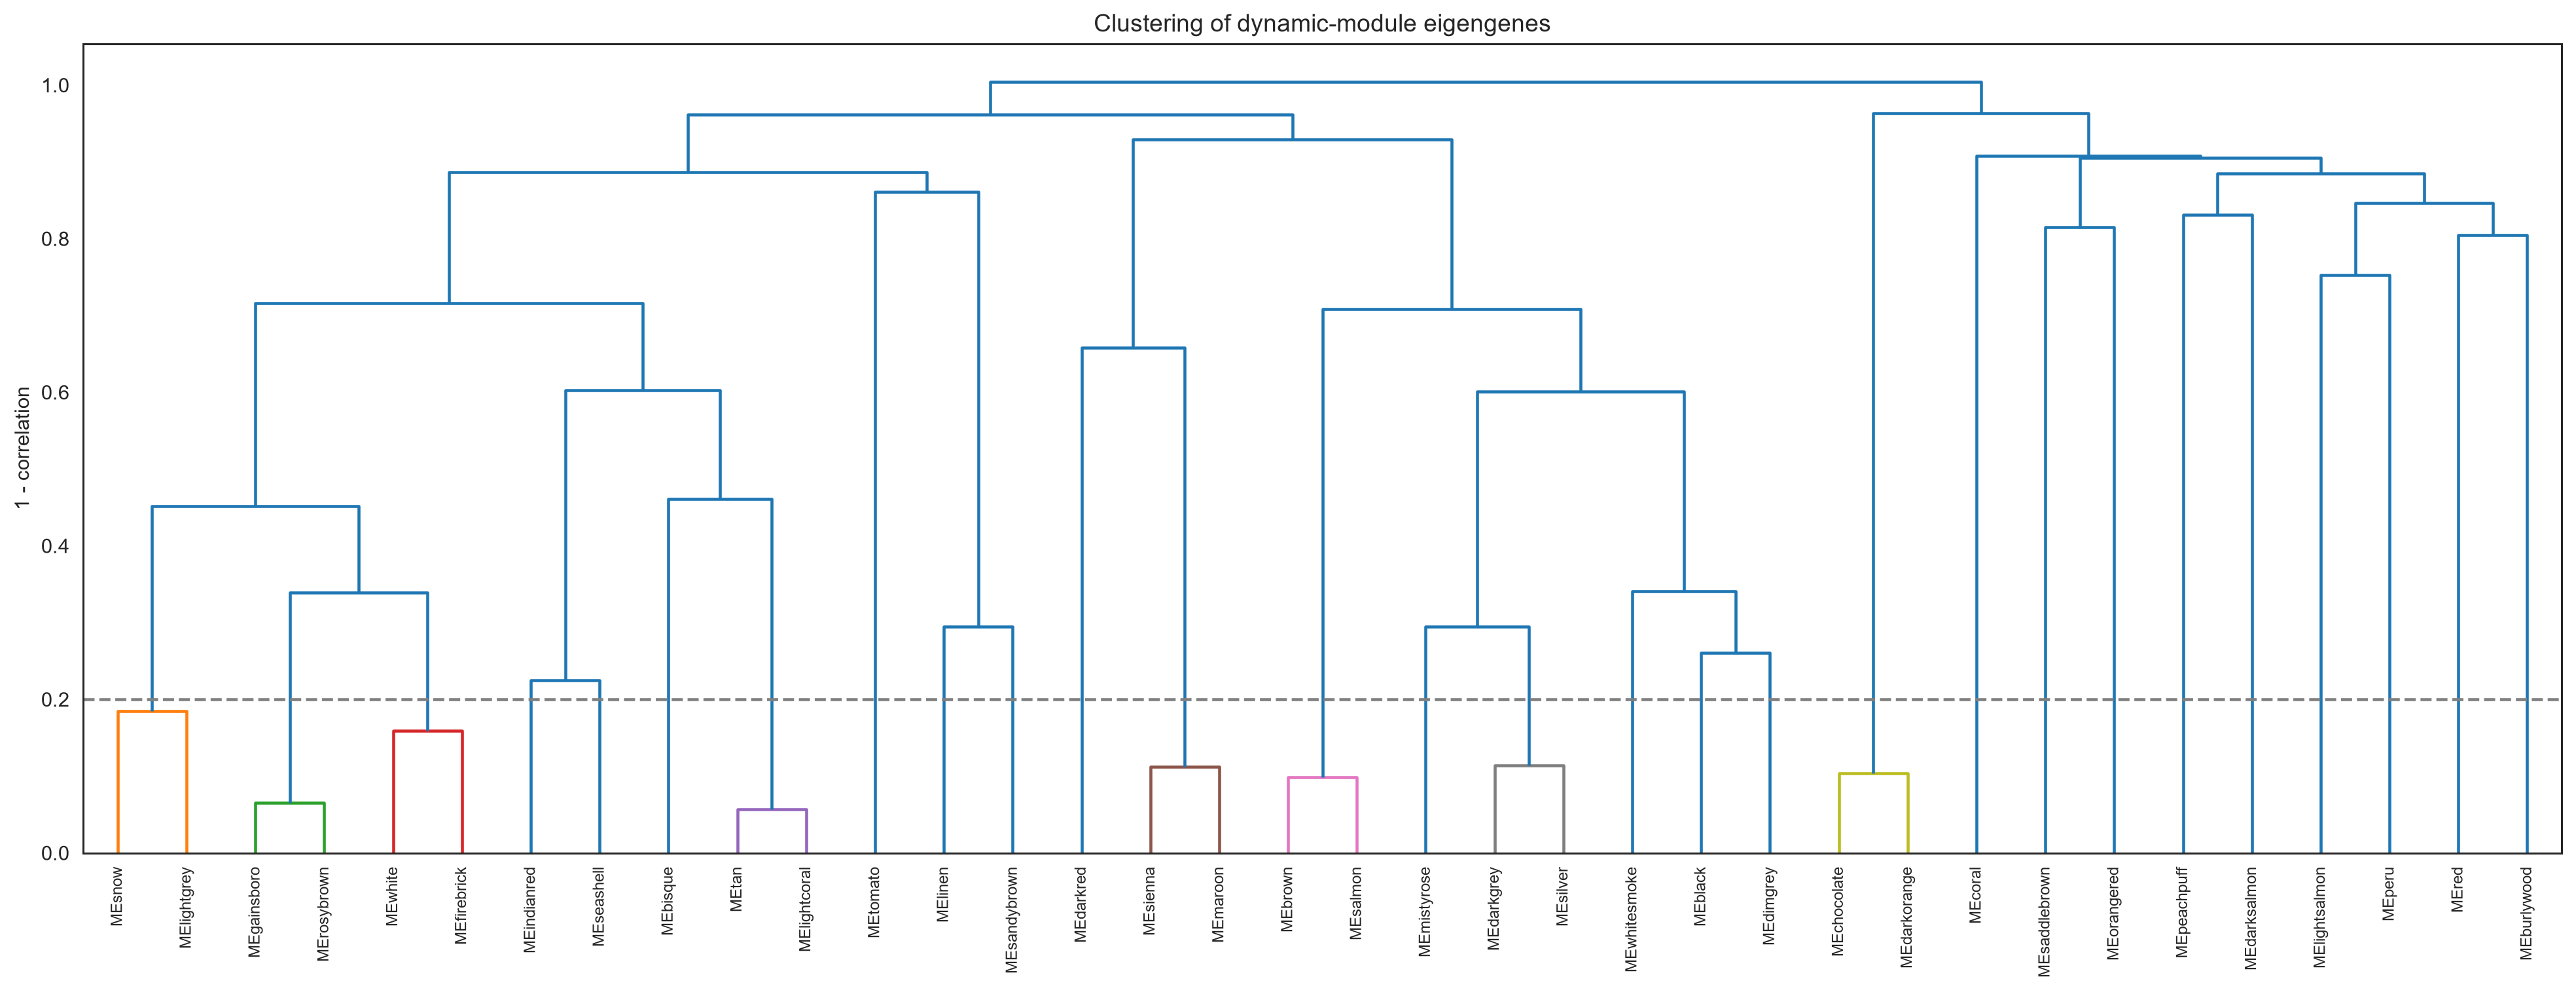 Clustering of dynamic-module eigengenes
1 - correlation
1.0
0.8
0.6
0.4
0.2
0.0
MEsnow
MElightgrey
MEgainsboro
MErosybrown
MEwhite
MEfirebrick
MEindianred
MEseashell
MEbisque
MEtan
MElightcoral
MEtomato
MElinen
MEsandybrown
MEdarkred
MEsienna
MEmaroon
MEbrown
MEsalmon
MEmistyrose
MEdarkgrey
MEsilver
MEwhitesmoke
MEblack
MEdimgrey
MEchocolate
MEdarkorange
MEcoral
MEsaddlebrown
MEorangered
MEpeachpuff
MEdarksalmon
MElightsalmon
MEperu
MEred
MEburlywood